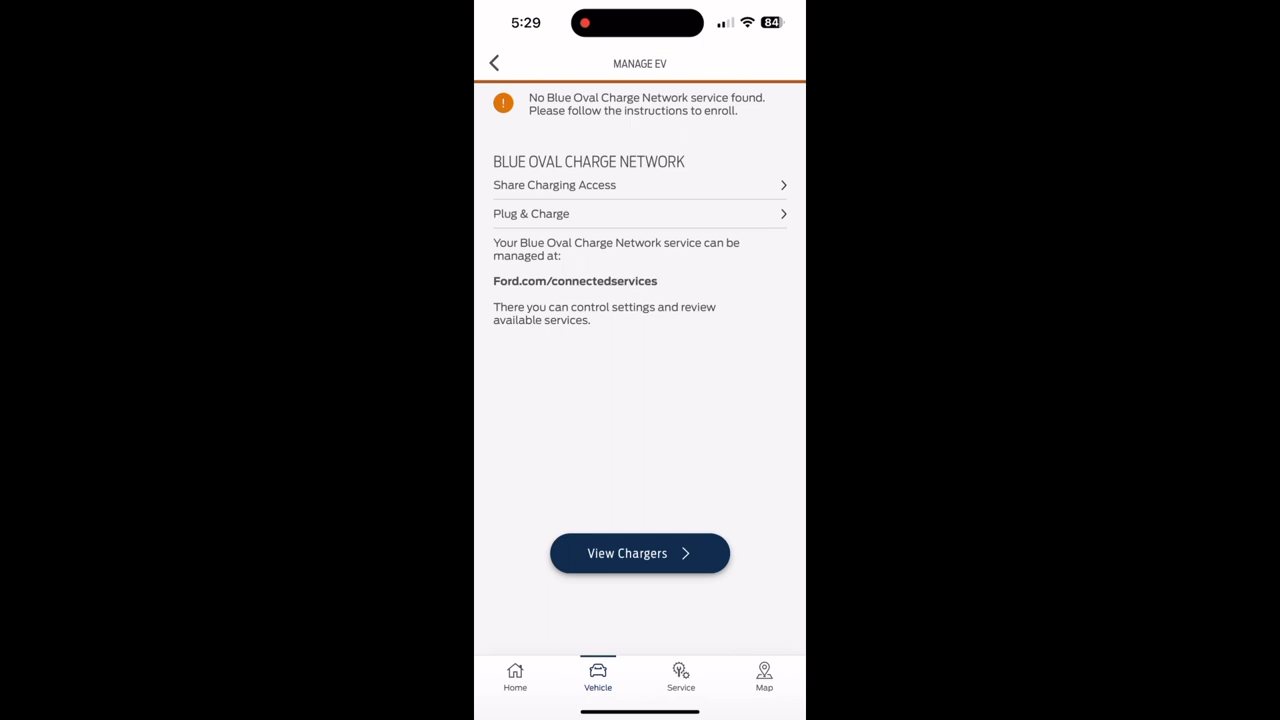 5:29
84
MANAGE EV
No Blue Oval Charge Network service found.
Please follow the instructions to enroll.
BLUE OVAL CHARGE NETWORK
Share Charging Access
Plug & Charge
Your Blue Oval Charge Network service can be
managed at:
Ford.com/connectedservices
There you can control settings and review
available services.
View Chargers
Home
Vehicle
Service
Map